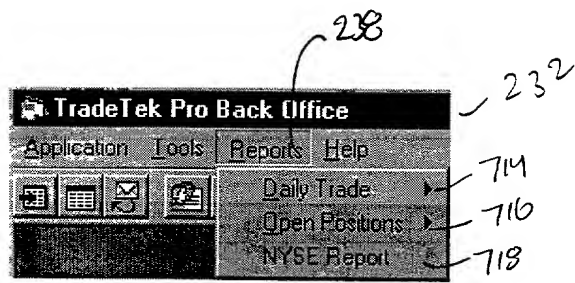 238
TradeTek Pro Back Office
232
Application Tools Reports Help
Daily Trade
714
Open Positions
716
NYSE Report
718